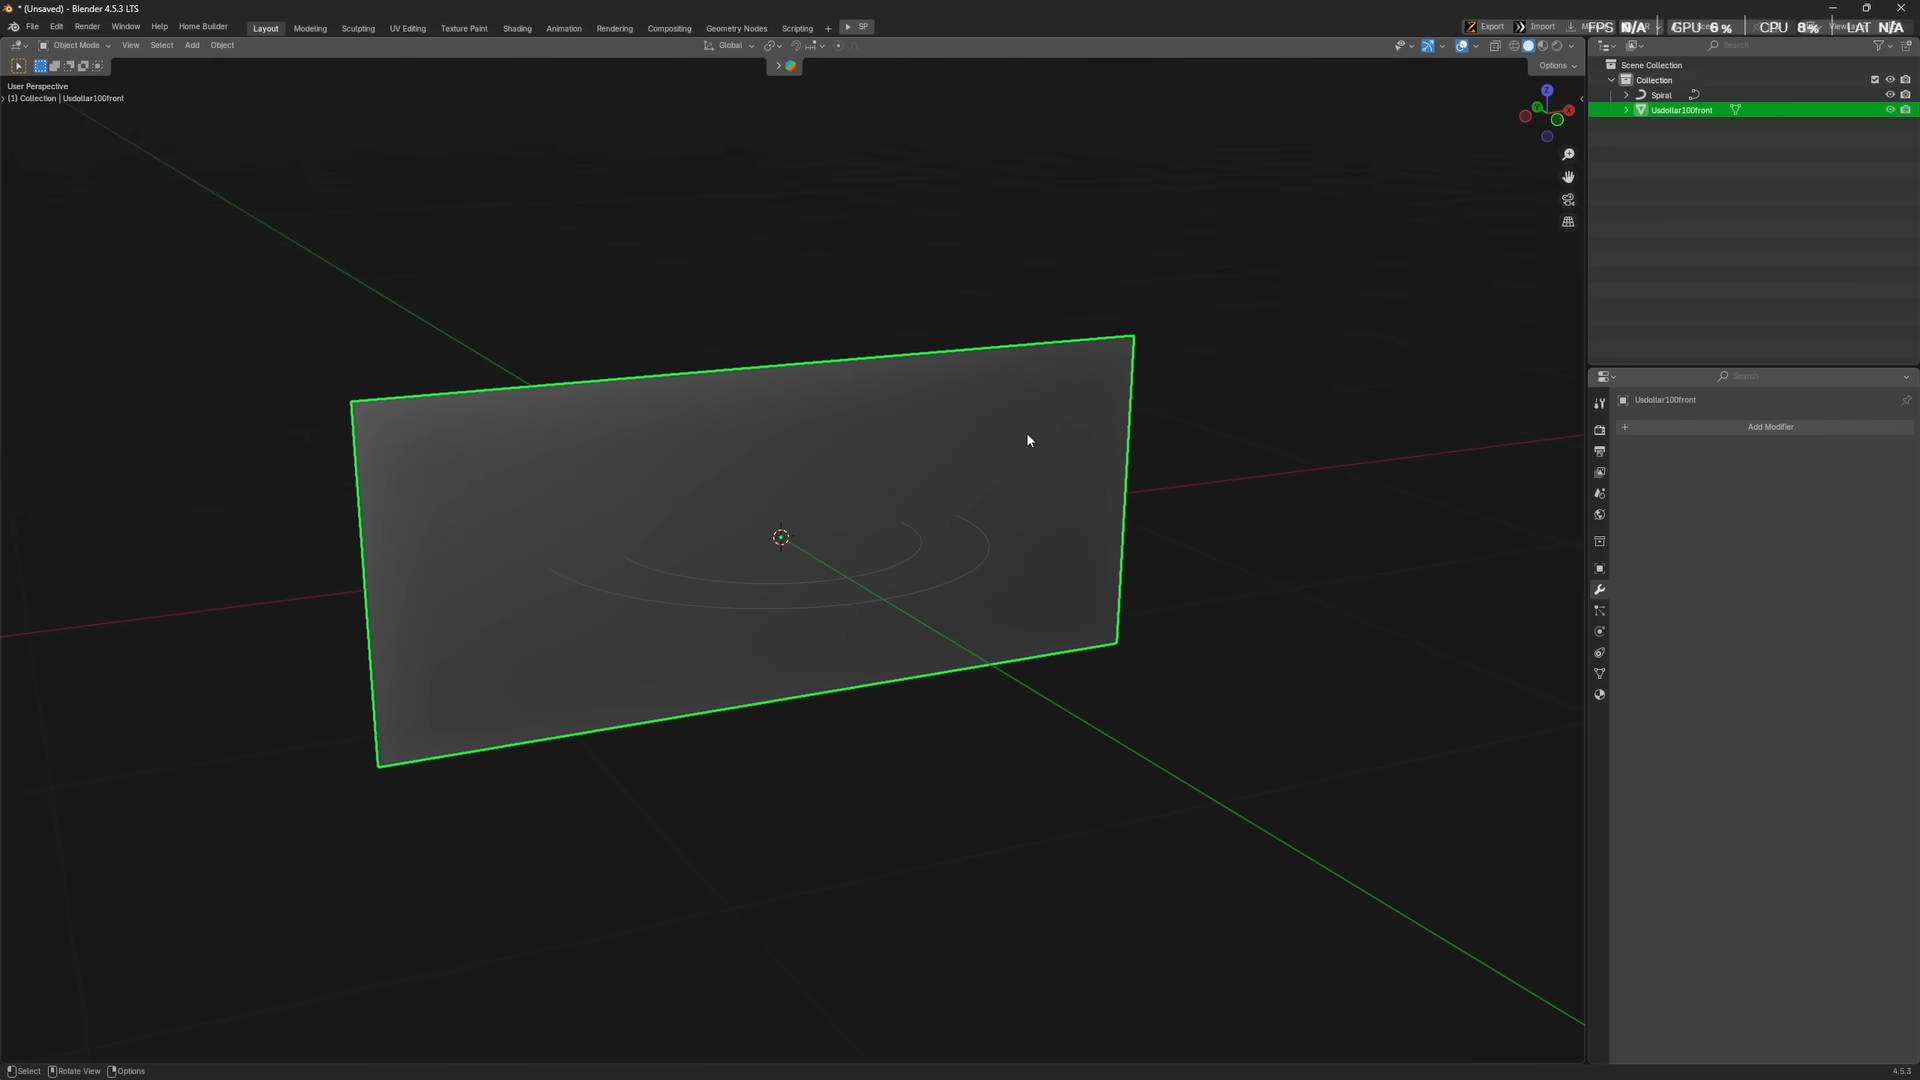 * (Unsaved) - Blender 4.5.3 LTS
File Edit Render Window Help Home Builder
Layout Modeling Sculpting UV Editing Texture Paint Shading Animation Rendering Compositing Geometry Nodes Scripting + SP
Export Import
FPS N/A GPU 6% CPU 8% LAT N/A
Object Mode View Select Add Object
Global
Search
Options
User Perspective
(1) Collection | Usdollar100front
Z
Y
X
Scene Collection
Collection
Spiral
Usdollar100front
Search
Usdollar100front
+ Add Modifier
Select Rotate View Options
4.5.3